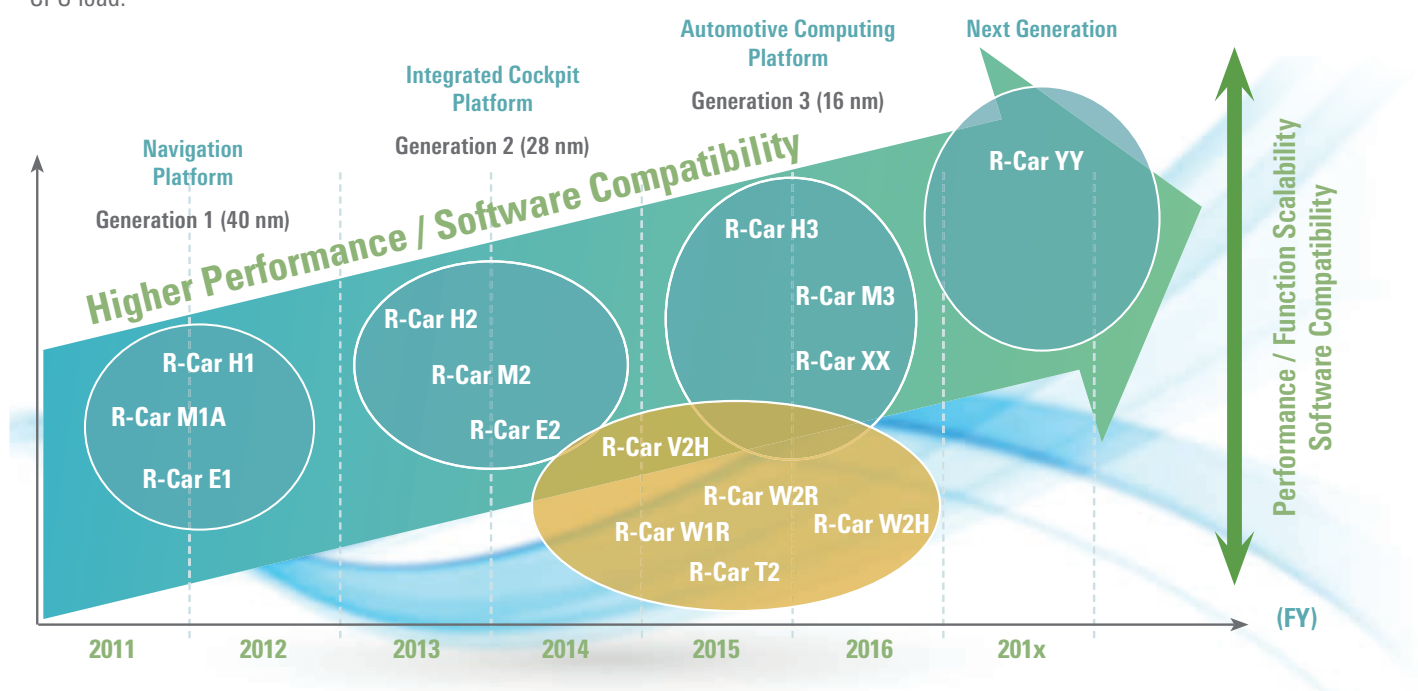 CPU load.
Automotive Computing
Platform
Next Generation
Integrated Cockpit
Platform
Generation 3 (16 nm)
Navigation
Platform
Generation 2 (28 nm)
Generation 1 (40 nm)
Higher Performance / Software Compatibility
R-Car YY
R-Car H3
R-Car M3
R-Car XX
R-Car H2
R-Car M2
R-Car E2
R-Car H1
R-Car M1A
R-Car E1
R-Car V2H
R-Car W2R
R-Car W1R
R-Car W2H
R-Car T2
Performance / Function Scalability
Software Compatibility
(FY)
2011
2012
2013
2014
2015
2016
201x